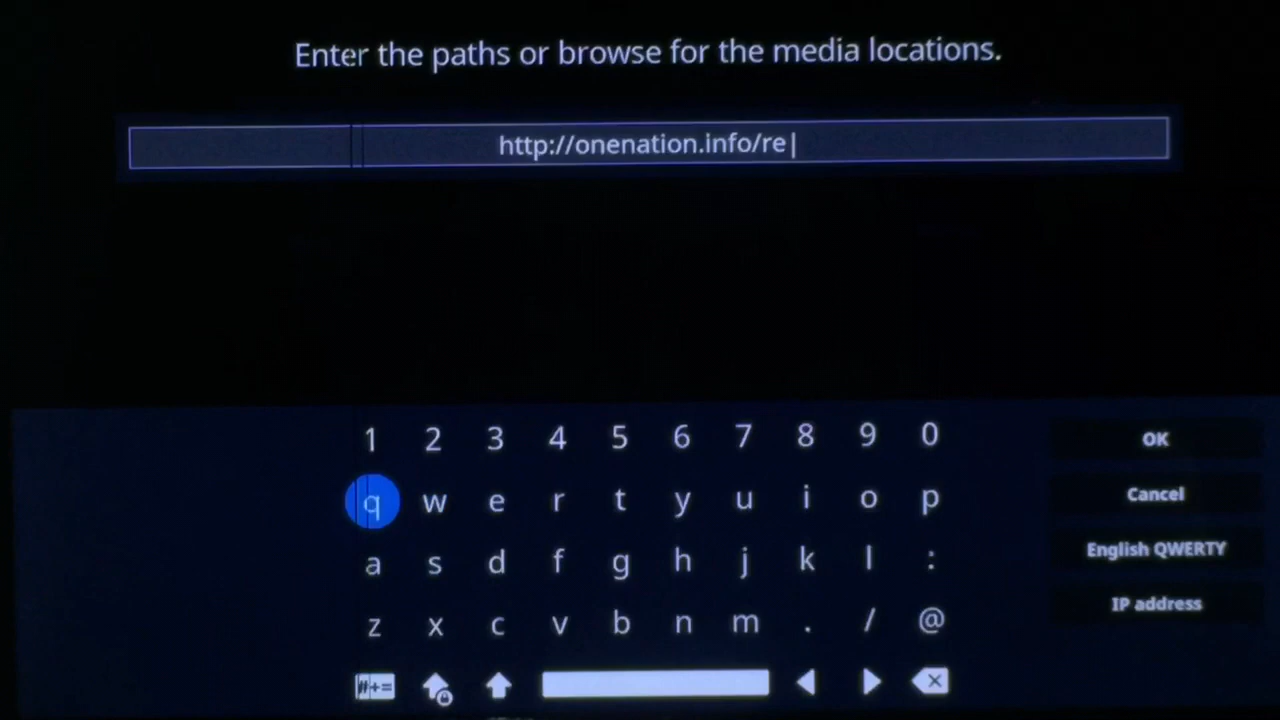 Enter the paths or browse for the media locations.
http://onenation.info/re
1 2 3 4 5 6 7 8 9 0
OK
q w e r t y u i o p
Cancel
English QWERTY
a s d f g h j k l :
IP address
z x c v b n m . / @
#+=